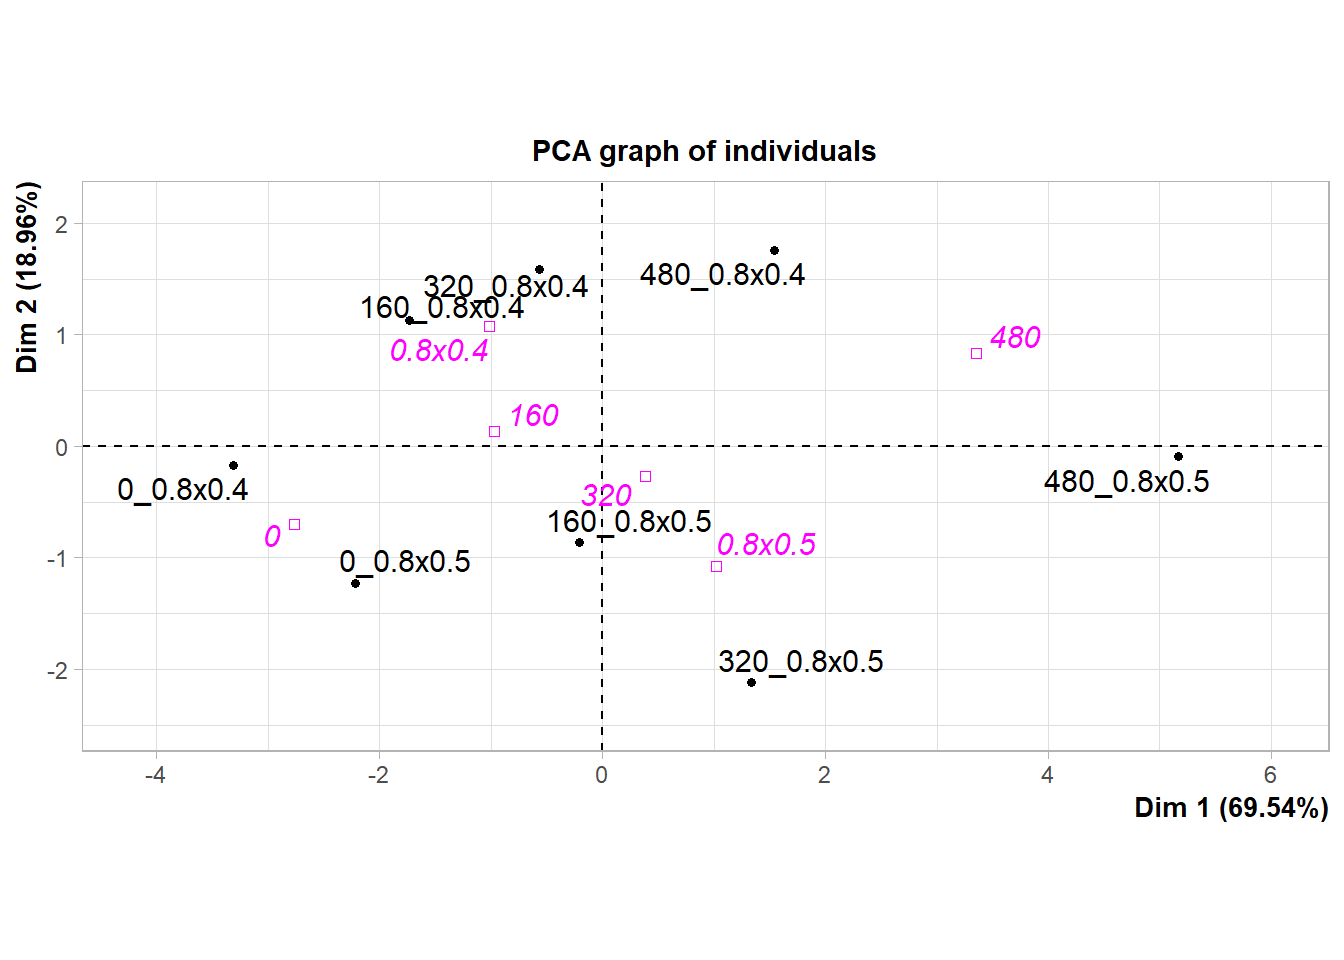 PCA graph of individuals
Dim 2 (18.96%)
2
1
0
-1
-2
480_0.8x0.4
320_0.8x0.4
160_0.8x0.4
0.8x0.4
480
160
0_0.8x0.4
480_0.8x0.5
320
160_0.8x0.5
0
0.8x0.5
0_0.8x0.5
320_0.8x0.5
-4
-2
0
2
4
6
Dim 1 (69.54%)